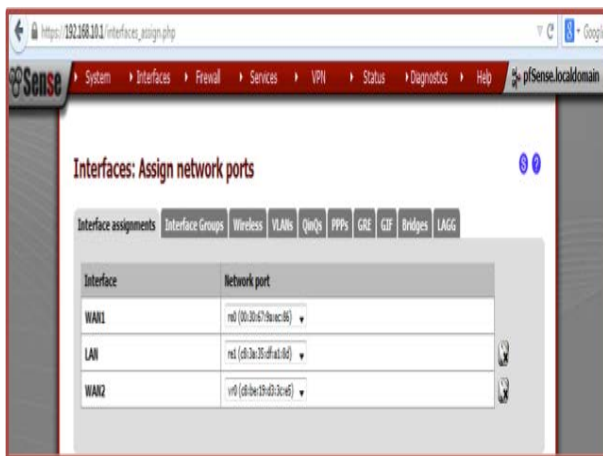 https://192.168.10.1/interfaces_assign.php
Google
Sense
System Interfaces Firewall Services VPN Status Diagnostics Help pfSense.localdomain
Interfaces: Assign network ports
Interface assignments Interface Groups Wireless VLANs QinQs PPPs GRE GIF Bridges LAGG
Interface Network port
WAN1
LAN
WAN2